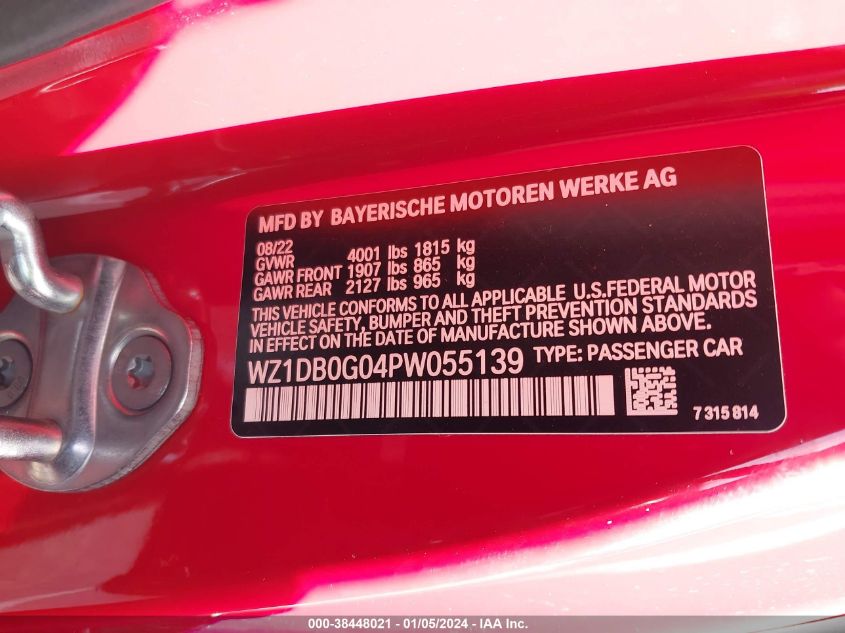 MFD BY BAYERISCHE MOTOREN WERKE AG
08/22
GVWR 4001 lbs 1815 kg
GAWR FRONT 1907 lbs 865 kg
GAWR REAR 2127 lbs 965 kg
THIS VEHICLE CONFORMS TO ALL APPLICABLE U.S.FEDERAL MOTOR
VEHICLE SAFETY, BUMPER AND THEFT PREVENTION STANDARDS
IN EFFECT ON THE DATE OF MANUFACTURE SHOWN ABOVE.
WZ1DB0G04PW055139 TYPE: PASSENGER CAR
7315814
000-38448021 - 01/05/2024 - IAA Inc.